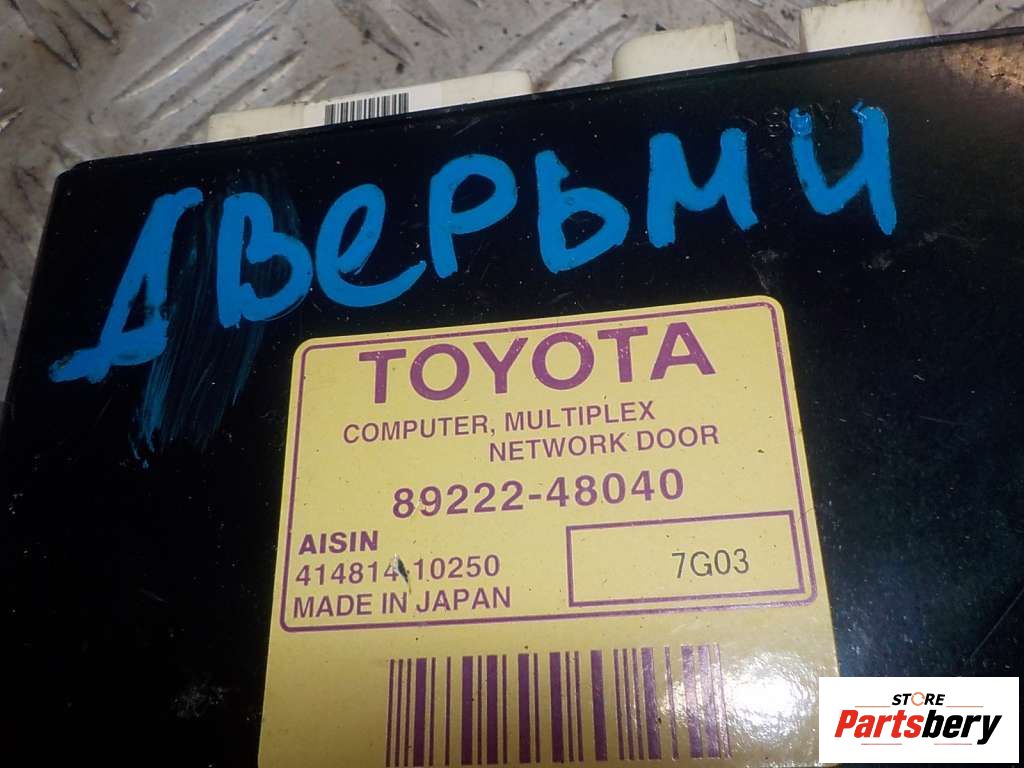 Дверьми
TOYOTA
COMPUTER, MULTIPLEX
NETWORK DOOR
89222-48040
AISIN
414814-10250
7G03
MADE IN JAPAN
STORE
Partsbery